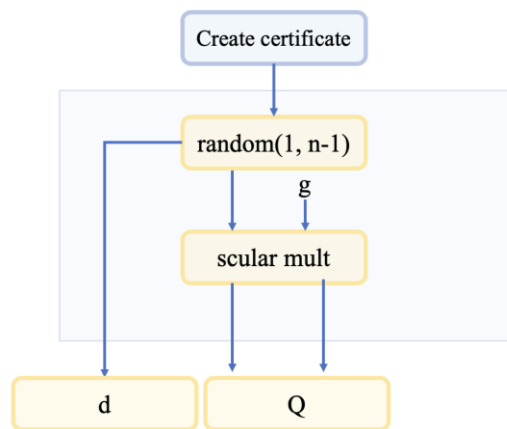 Create certificate
random(1, n-1)
g
scular mult
d
Q